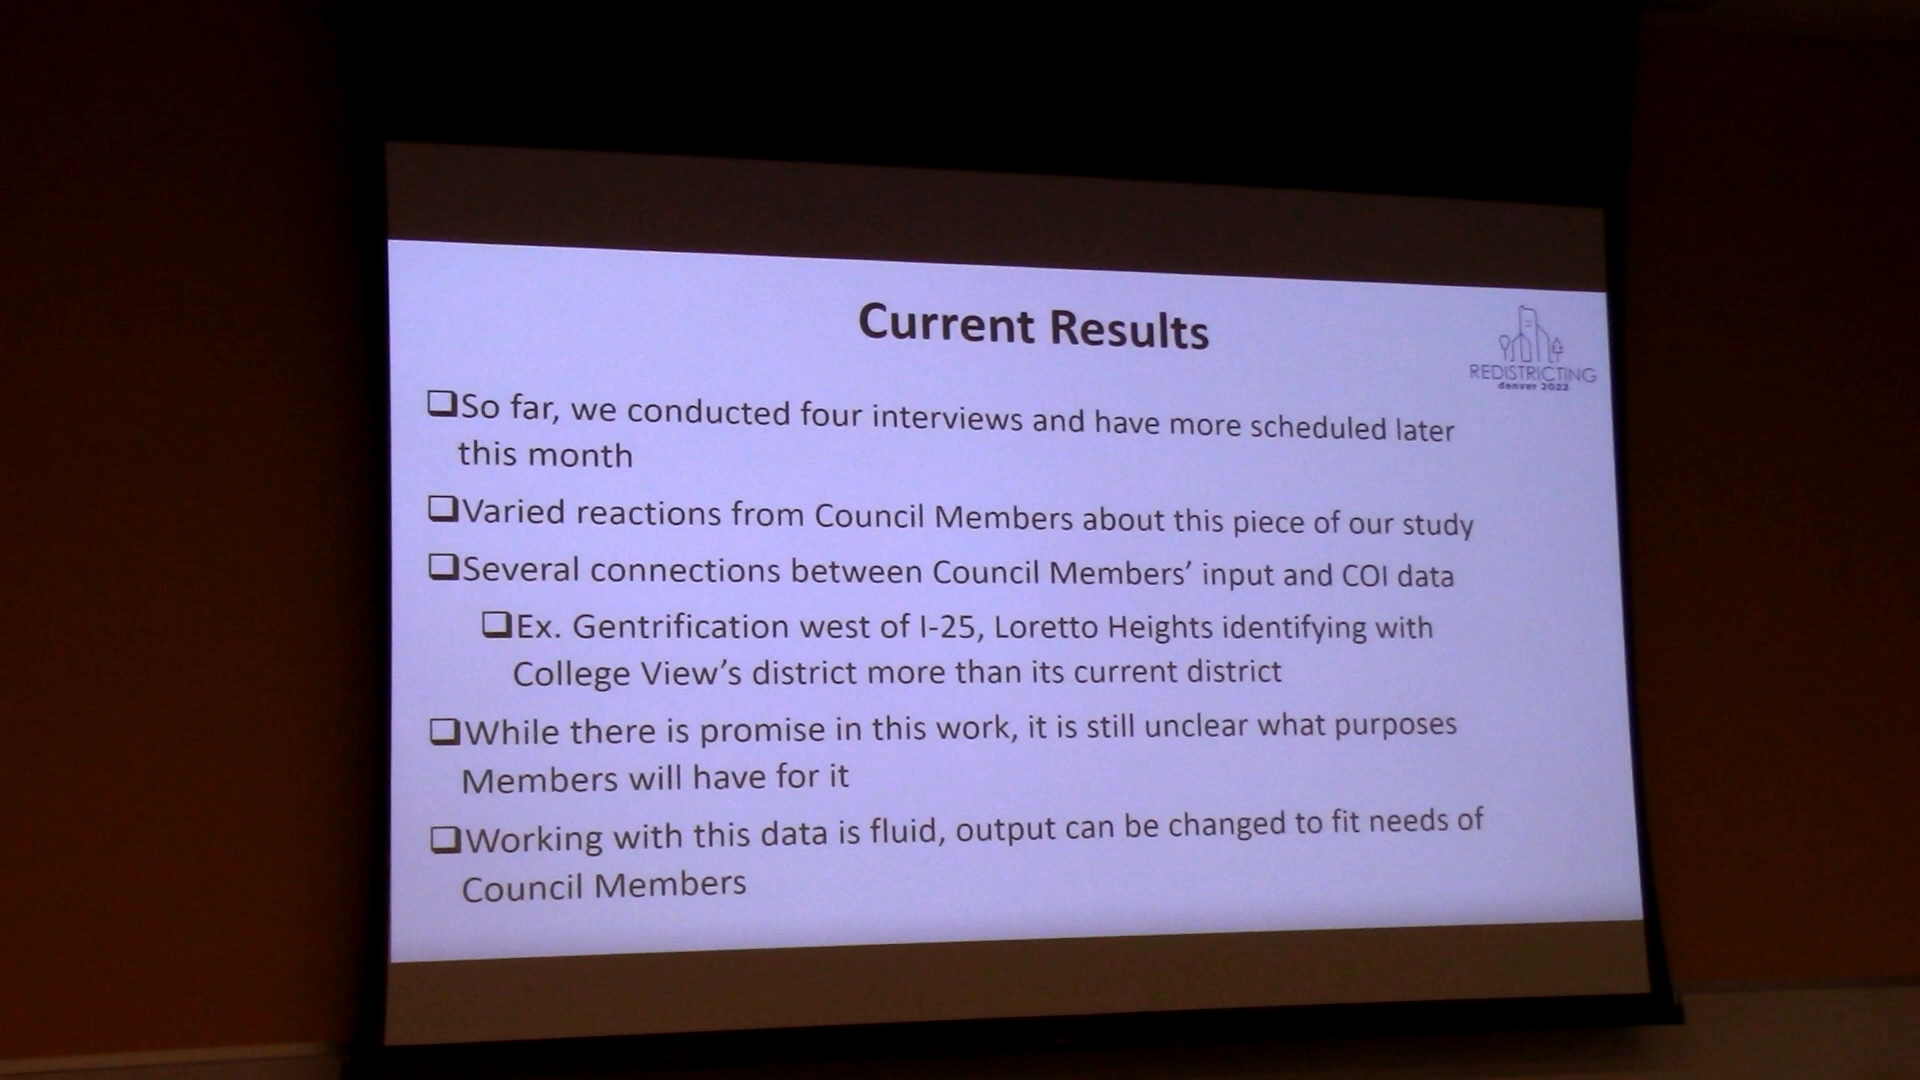 Current Results
REDISTRICTING
denver 2022
❑So far, we conducted four interviews and have more scheduled later
this month
❑Varied reactions from Council Members about this piece of our study
❑Several connections between Council Members’ input and COI data
❑Ex. Gentrification west of I-25, Loretto Heights identifying with
College View’s district more than its current district
❑While there is promise in this work, it is still unclear what purposes
Members will have for it
❑Working with this data is fluid, output can be changed to fit needs of
Council Members